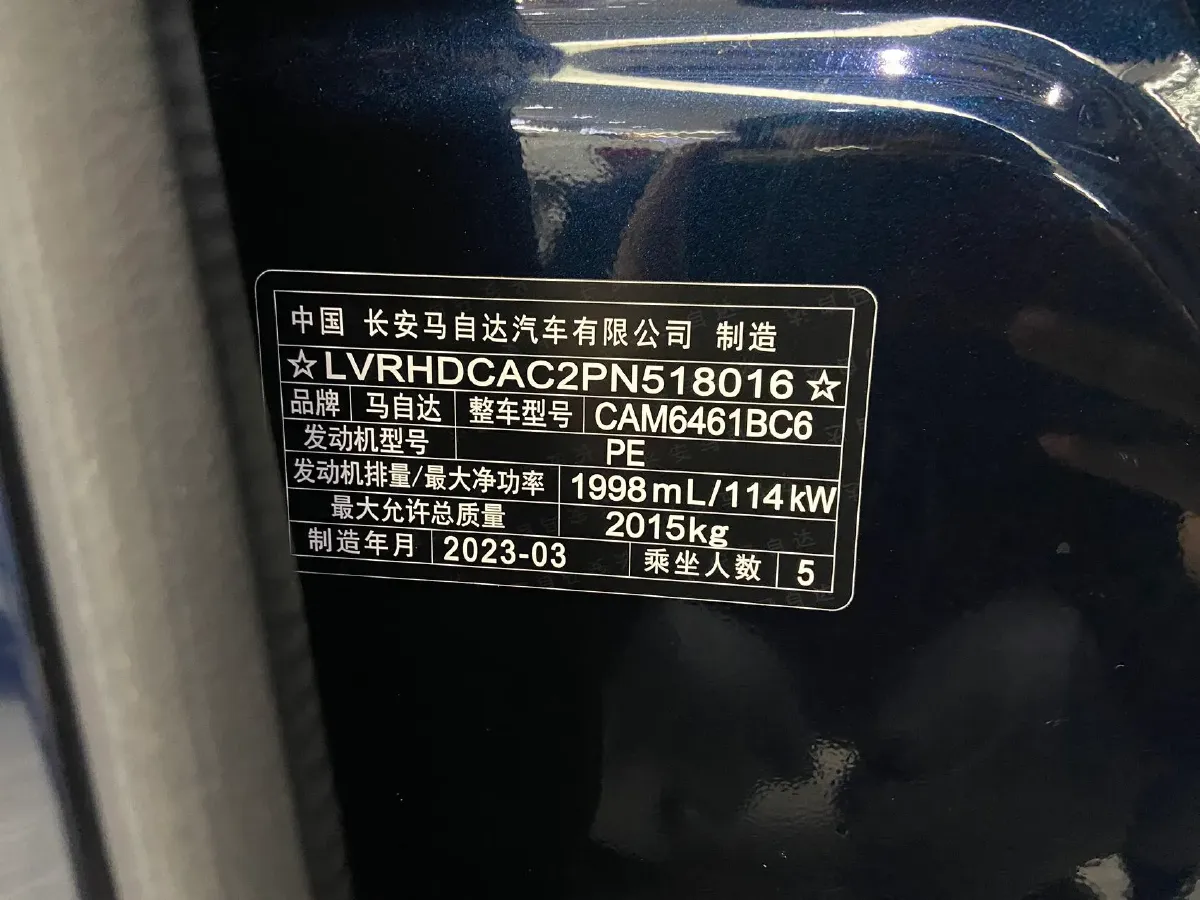 中国 长安马自达汽车有限公司 制造
☆LVRHDCAC2PN518016☆
品牌 马自达 整车型号 CAM6461BC6
发动机型号 PE
发动机排量/最大净功率 1998mL/114kW
最大允许总质量 2015kg
制造年月 2023-03 乘坐人数 5